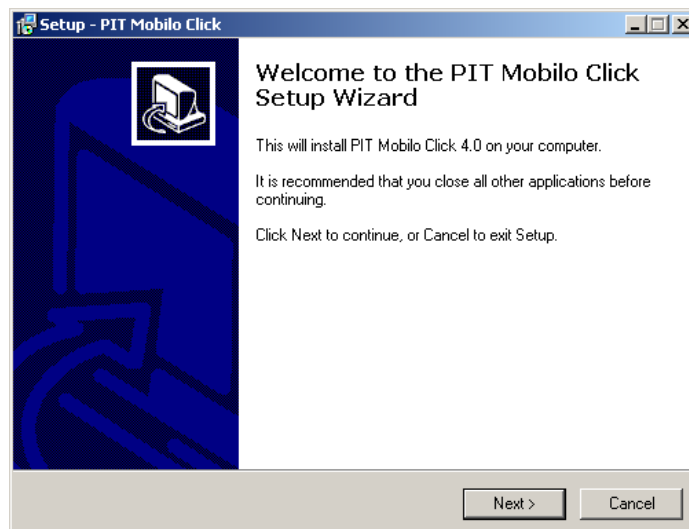 Setup - PIT Mobilo Click
Welcome to the PIT Mobilo Click
Setup Wizard
This will install PIT Mobilo Click 4.0 on your computer.
It is recommended that you close all other applications before
continuing.
Click Next to continue, or Cancel to exit Setup.
Next >
Cancel